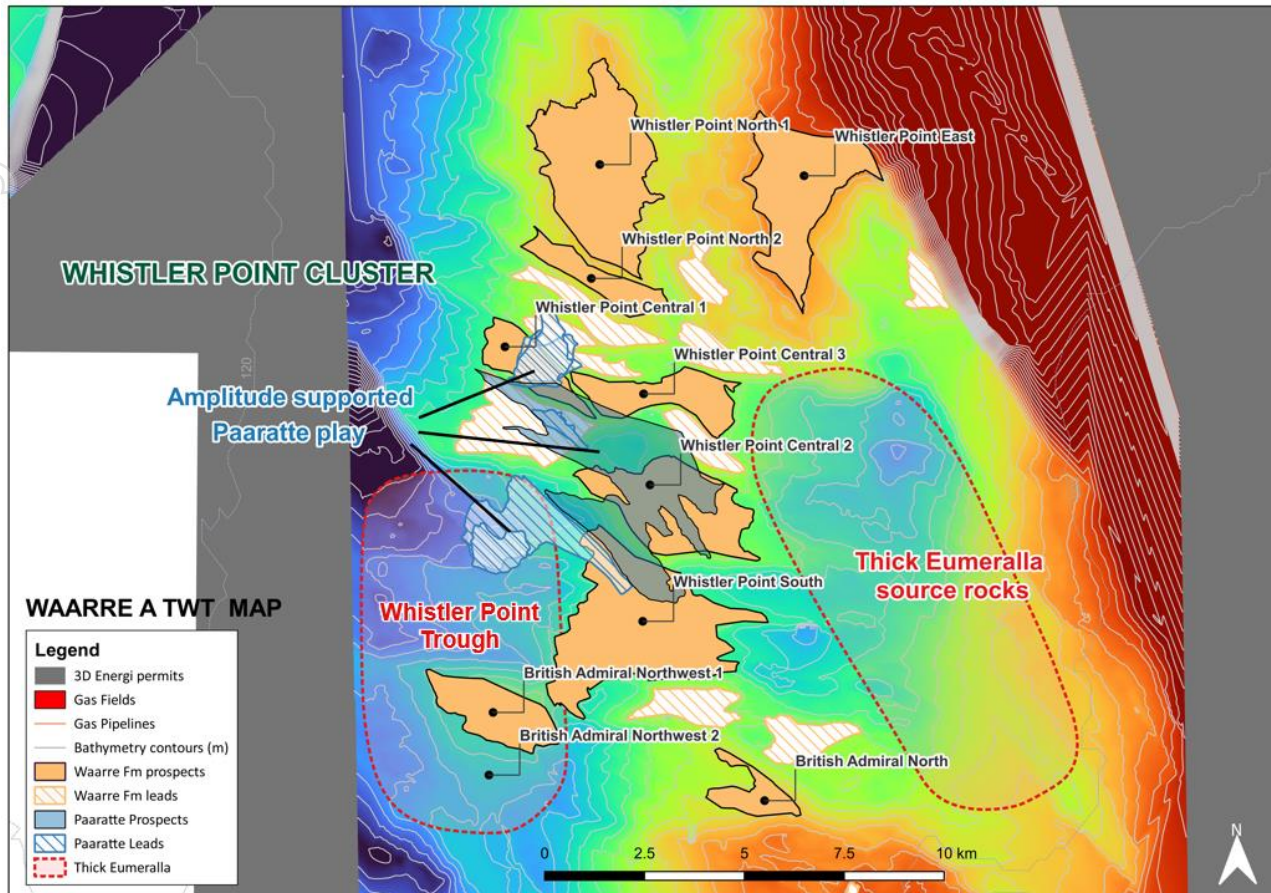 Whistler Point North 1
Whistler Point East
Whistler Point North 2
WHISTLER POINT CLUSTER
Whistler Point Central 1
120
Whistler Point Central 3
Amplitude supported
Paaratte play
Whistler Point Central 2
Thick Eumeralla
source rocks
Whistler Point South
Whistler Point
Trough
British Admiral Northwest 1
British Admiral Northwest 2
British Admiral North
WAARRE A TWT MAP
Legend
3D Energi permits
Gas Fields
Gas Pipelines
Bathymetry contours (m)
Waarre Fm prospects
Waarre Fm leads
Paaratte Prospects
Paaratte Leads
Thick Eumeralla
0 2.5 5 7.5 10 km
N